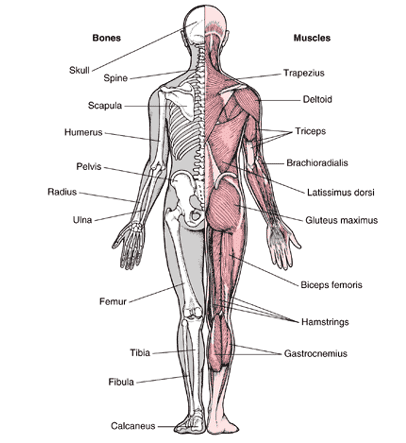 Bones
Skull
Spine
Scapula
Humerus
Pelvis
Radius
Ulna
Femur
Tibia
Fibula
Calcaneus
Muscles
Trapezius
Deltoid
Triceps
Brachioradialis
Latissimus dorsi
Gluteus maximus
Biceps femoris
Hamstrings
Gastrocnemius